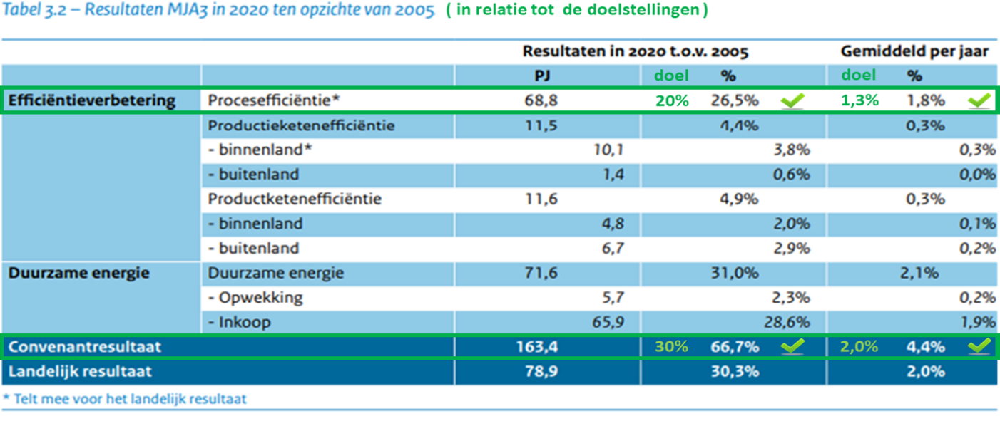 Tabel 3.2 – Resultaten MJA3 in 2020 ten opzichte van 2005 ( in relatie tot de doelstellingen )
Resultaten in 2020 t.o.v. 2005 Gemiddeld per jaar
PJ doel % doel %
Efficiëntieverbetering Procesefficiëntie* 68,8 20% 26,5% 1,3% 1,8%
Productieketenefficiëntie 11,5 4,4% 0,3%
- binnenland* 10,1 3,8% 0,3%
- buitenland 1,4 0,6% 0,0%
Productketenefficiëntie 11,6 4,9% 0,3%
- binnenland 4,8 2,0% 0,1%
- buitenland 6,7 2,9% 0,2%
Duurzame energie Duurzame energie 71,6 31,0% 2,1%
- Opwekking 5,7 2,3% 0,2%
- Inkoop 65,9 28,6% 1,9%
Convenantresultaat 163,4 30% 66,7% 2,0% 4,4%
Landelijk resultaat 78,9 30,3% 2,0%
* Telt mee voor het landelijk resultaat